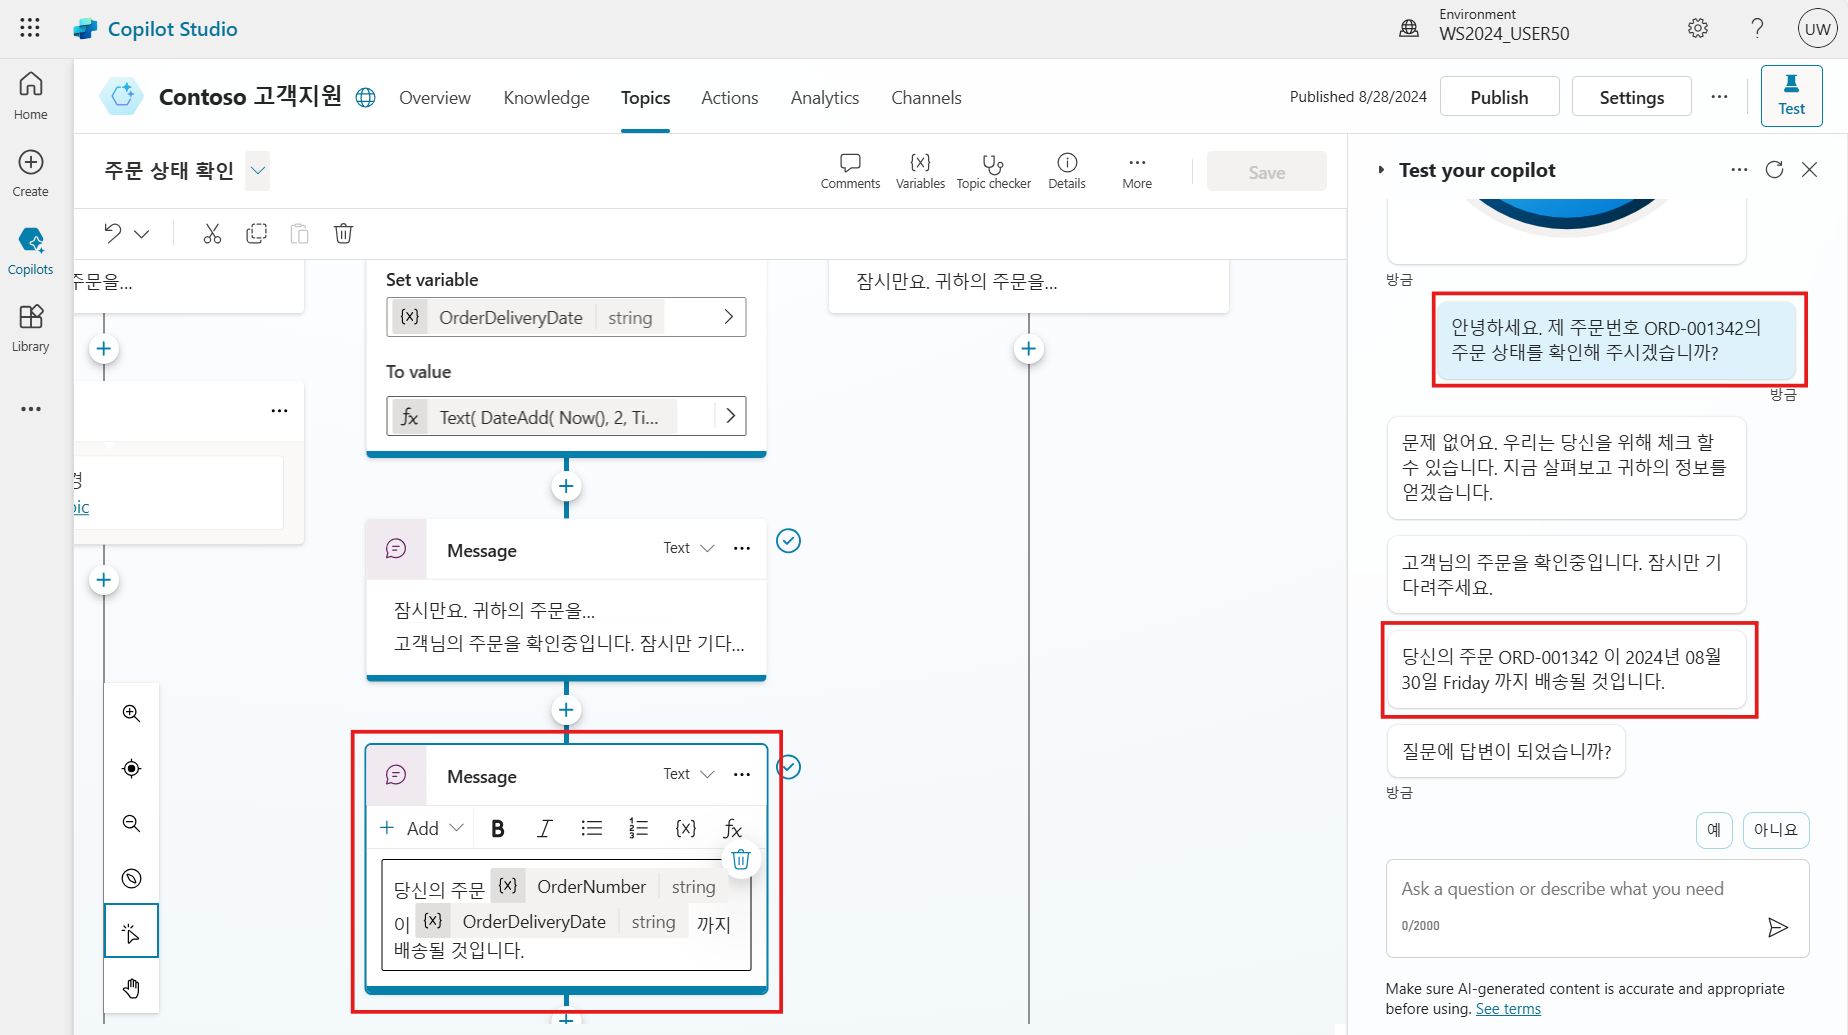 Copilot Studio
Environment
WS2024_USER50
UW
Home
Create
Copilots
Library
Contoso 고객지원
Overview
Knowledge
Topics
Actions
Analytics
Channels
Published 8/28/2024
Publish
Settings
Test
주문 상태 확인
Comments
{x}
Variables
Topic checker
Details
More
Save
주문을...
Set variable
{x} OrderDeliveryDate string
To value
fx Text( DateAdd( Now(), 2, Ti...
잠시만요. 귀하의 주문을...
Message
Text
잠시만요. 귀하의 주문을...
고객님의 주문을 확인중입니다. 잠시만 기다...
Message
Text
Add
B
I
{x}
fx
당신의 주문 {x} OrderNumber string
이 {x} OrderDeliveryDate string 까지
배송될 것입니다.
Test your copilot
방금
안녕하세요. 제 주문번호 ORD-001342의
주문 상태를 확인해 주시겠습니까?
방금
문제 없어요. 우리는 당신을 위해 체크 할
수 있습니다. 지금 살펴보고 귀하의 정보를
얻겠습니다.
고객님의 주문을 확인중입니다. 잠시만 기
다려주세요.
당신의 주문 ORD-001342 이 2024년 08월
30일 Friday 까지 배송될 것입니다.
질문에 답변이 되었습니까?
방금
예
아니요
Ask a question or describe what you need
0/2000
Make sure AI-generated content is accurate and appropriate
before using. See terms